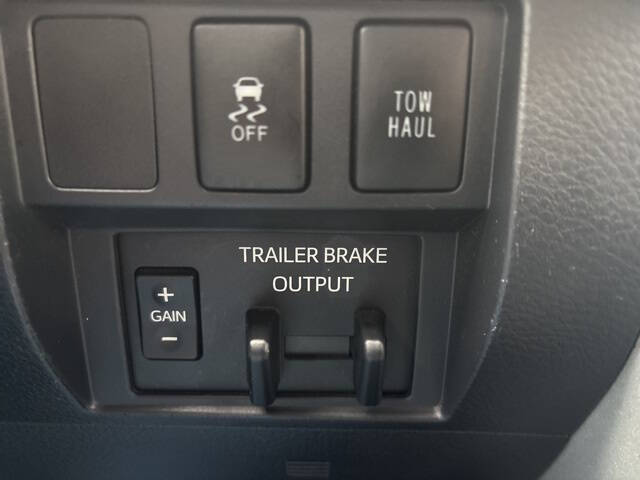 OFF
TOW
HAUL
TRAILER BRAKE
OUTPUT
+
GAIN
-